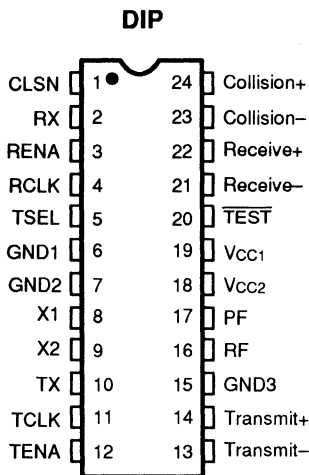 DIP
CLSN 1 24 Collision+
RX 2 23 Collision–
RENA 3 22 Receive+
RCLK 4 21 Receive–
TSEL 5 20 TEST
GND1 6 19 VCC1
GND2 7 18 VCC2
X1 8 17 PF
X2 9 16 RF
TX 10 15 GND3
TCLK 11 14 Transmit+
TENA 12 13 Transmit–